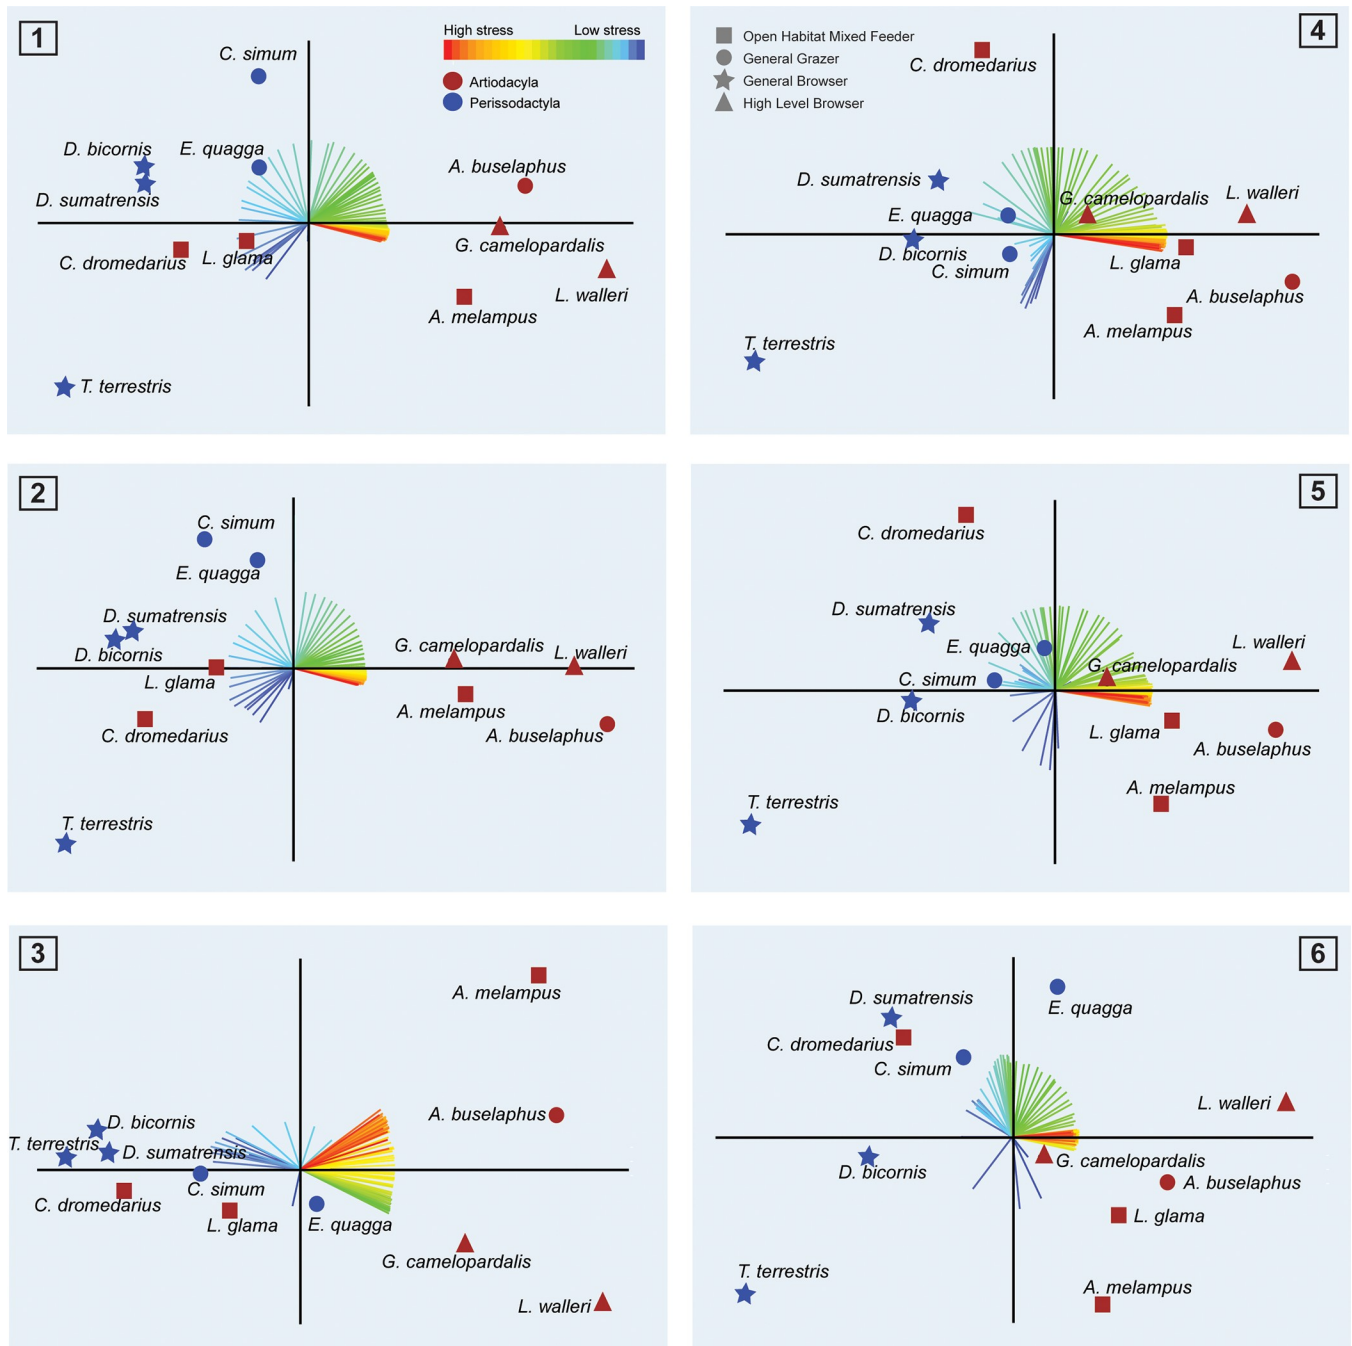 1
C. simum
High stress
Low stress
Artiodacyla
Perissodactyla
D. bicornis
E. quagga
A. buselaphus
D. sumatrensis
G. camelopardalis
C. dromedarius
L. glama
L. walleri
A. melampus
T. terrestris
4
Open Habitat Mixed Feeder
General Grazer
General Browser
High Level Browser
C. dromedarius
D. sumatrensis
G. camelopardalis
L. walleri
E. quagga
D. bicornis
C. simum
L. glama
A. buselaphus
A. melampus
T. terrestris
2
C. simum
E. quagga
D. sumatrensis
D. bicornis
G. camelopardalis
L. walleri
L. glama
A. melampus
C. dromedarius
A. buselaphus
T. terrestris
5
C. dromedarius
D. sumatrensis
E. quagga
L. walleri
G. camelopardalis
C. simum
D. bicornis
L. glama
A. buselaphus
A. melampus
T. terrestris
3
A. melampus
D. bicornis
A. buselaphus
T. terrestris
D. sumatrensis
C. simum
C. dromedarius
L. glama
E. quagga
G. camelopardalis
L. walleri
6
D. sumatrensis
E. quagga
C. dromedarius
C. simum
L. walleri
D. bicornis
G. camelopardalis
A. buselaphus
L. glama
T. terrestris
A. melampus